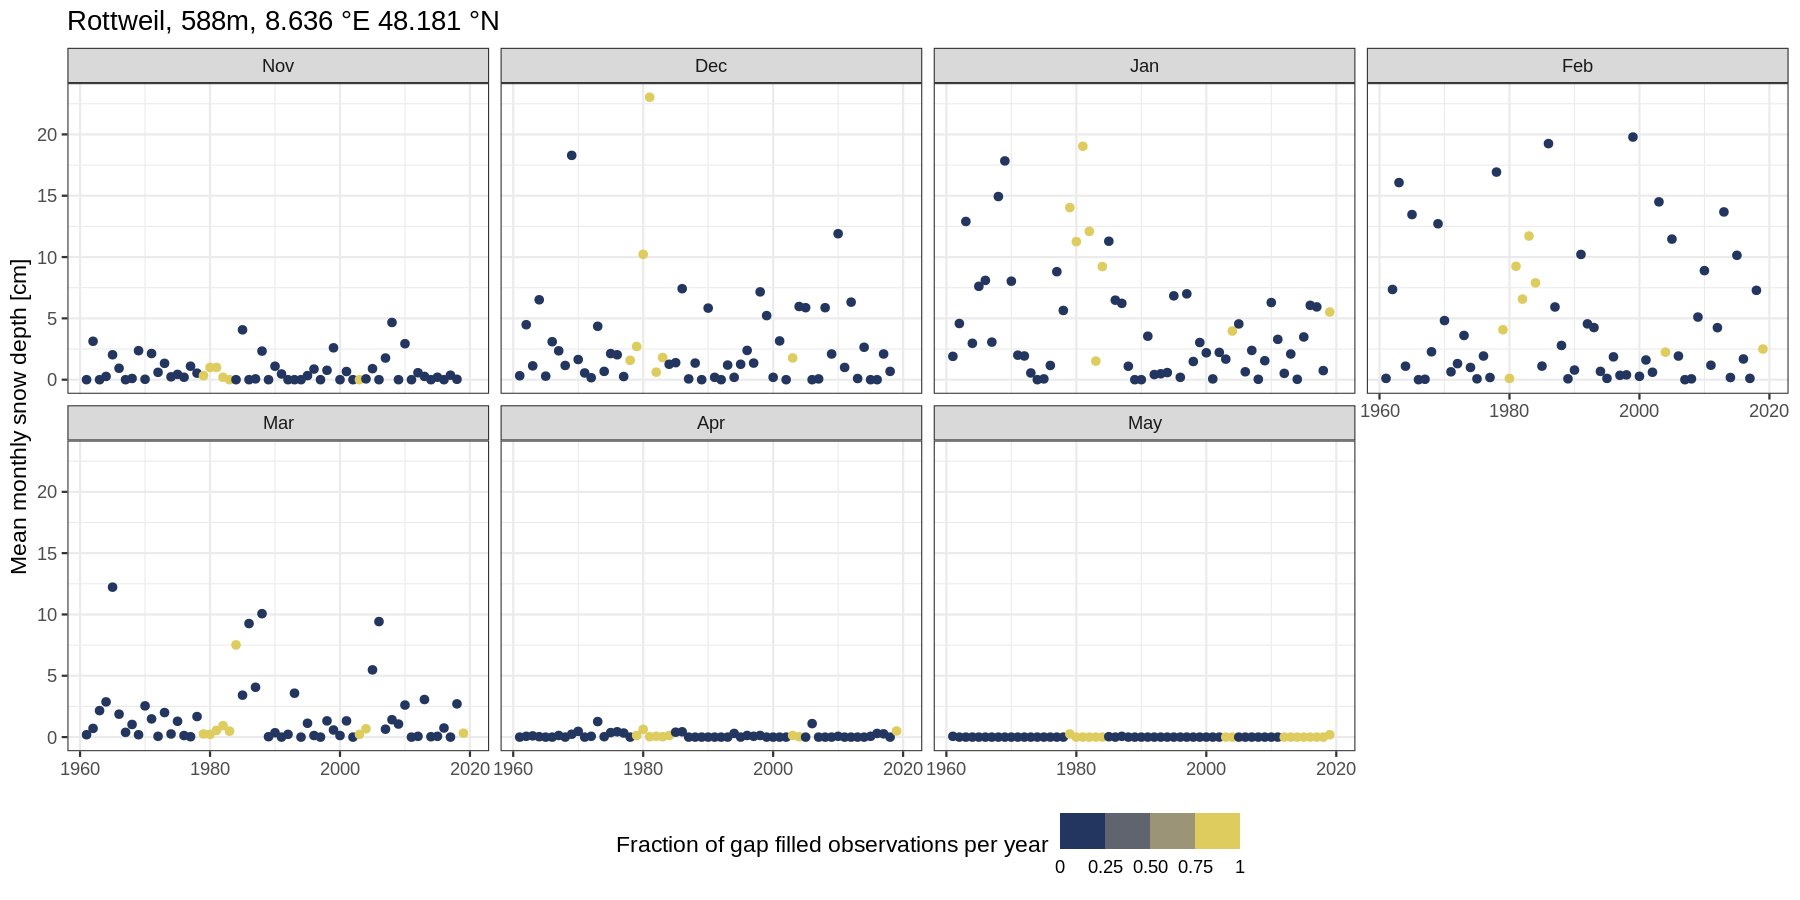 Rottweil, 588m, 8.636 °E 48.181 °N
Nov
Dec
Jan
Feb
20
15
10
5
0
1960 1980 2000 2020
Mar
Apr
May
20
15
10
5
0
1960 1980 2000 2020 1960 1980 2000 2020 1960 1980 2000 2020
Mean monthly snow depth [cm]
Fraction of gap filled observations per year
0 0.25 0.50 0.75 1